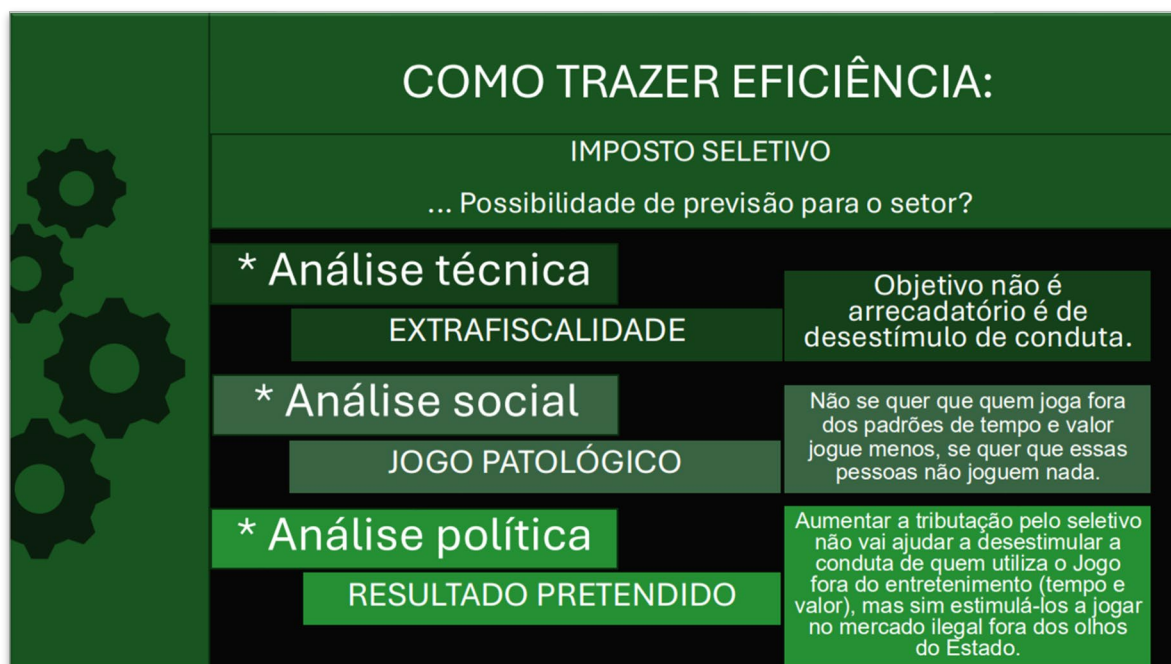 COMO TRAZER EFICIÊNCIA:
IMPOSTO SELETIVO
... Possibilidade de previsão para o setor?
* Análise técnica
EXTRAFISCALIDADE
Objetivo não é
arrecadatório é de
desestímulo de conduta.
* Análise social
JOGO PATOLÓGICO
Não se quer que quem joga fora
dos padrões de tempo e valor
jogue menos, se quer que essas
pessoas não joguem nada.
* Análise política
RESULTADO PRETENDIDO
Aumentar a tributação pelo seletivo
não vai ajudar a desestimular a
conduta de quem utiliza o Jogo
fora do entretenimento (tempo e
valor), mas sim estimulá-los a jogar
no mercado ilegal fora dos olhos
do Estado.